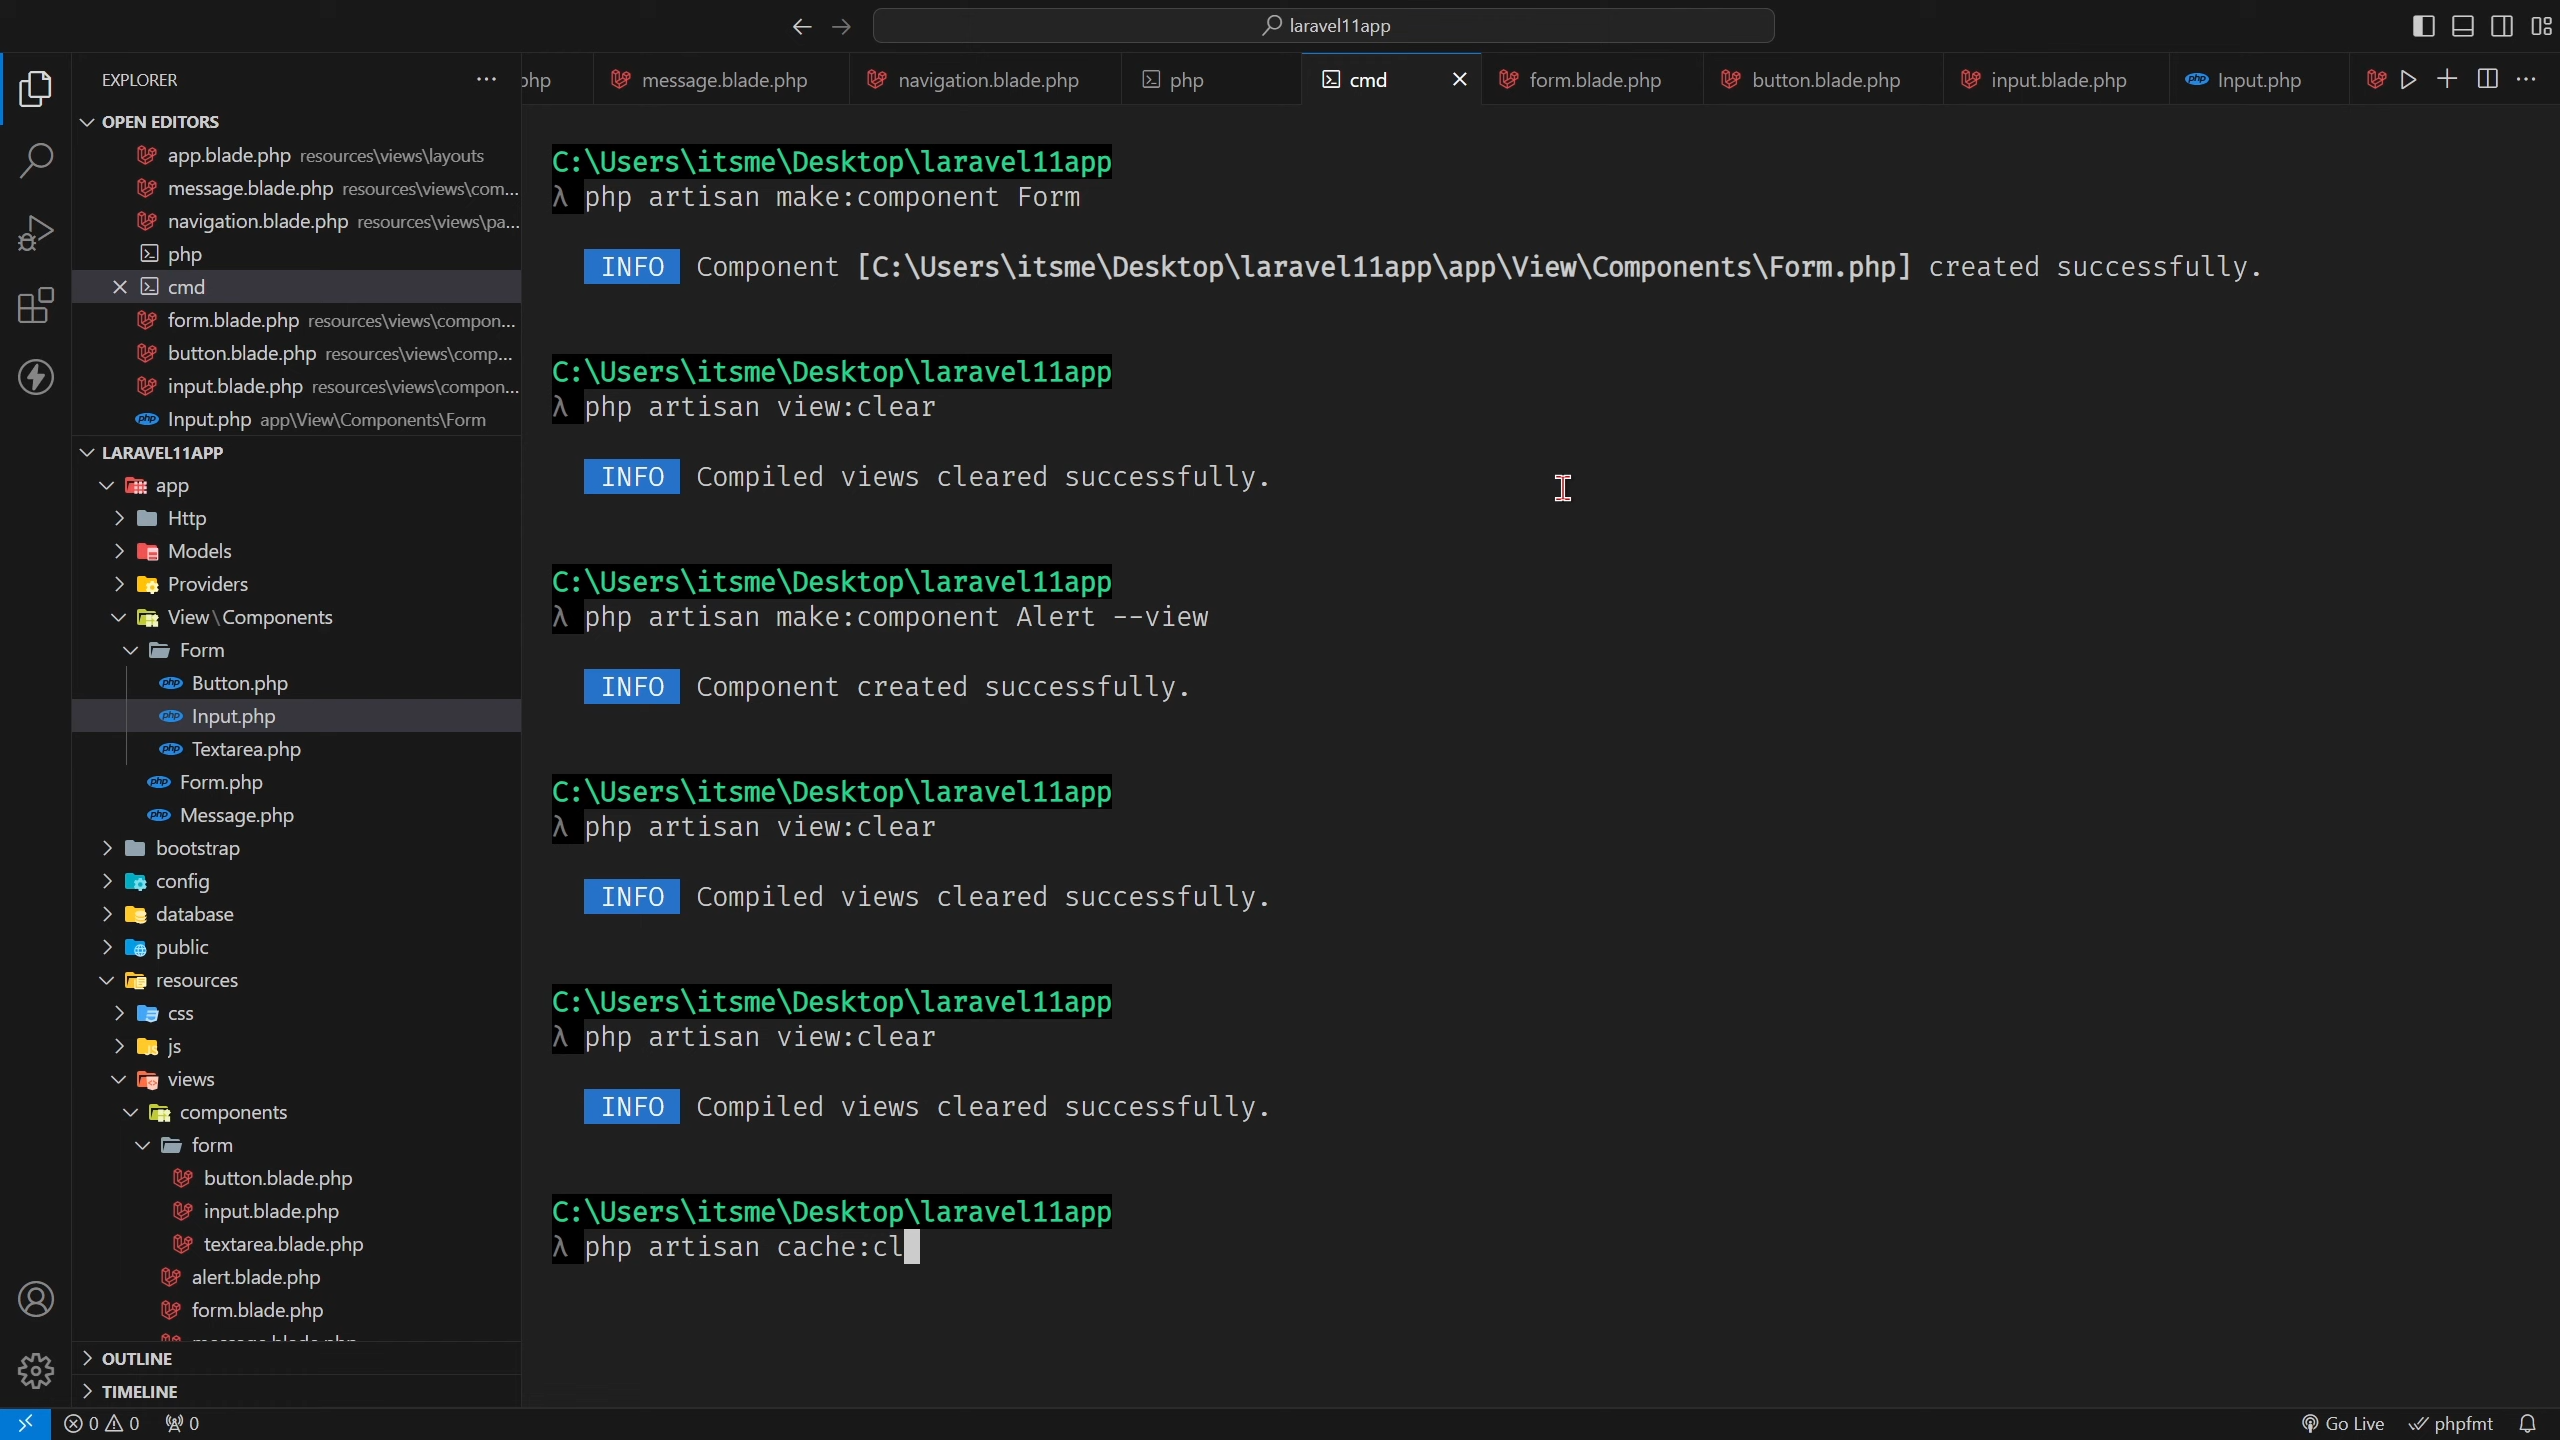 laravel11app
EXPLORER
php
message.blade.php
navigation.blade.php
php
cmd
form.blade.php
button.blade.php
input.blade.php
Input.php
OPEN EDITORS
app.blade.php resources\views\layouts
message.blade.php resources\views\com...
navigation.blade.php resources\views\pa...
php
cmd
form.blade.php resources\views\compon...
button.blade.php resources\views\comp...
input.blade.php resources\views\compon...
Input.php app\View\Components\Form
LARAVEL11APP
app
Http
Models
Providers
View\Components
Form
Button.php
Input.php
Textarea.php
Form.php
Message.php
bootstrap
config
database
public
resources
css
js
views
components
form
button.blade.php
input.blade.php
textarea.blade.php
alert.blade.php
form.blade.php
OUTLINE
TIMELINE
C:\Users\itsme\Desktop\laravel11app
λ php artisan make:component Form
INFO Component [C:\Users\itsme\Desktop\laravel11app\app\View\Components\Form.php] created successfully.
C:\Users\itsme\Desktop\laravel11app
λ php artisan view:clear
INFO Compiled views cleared successfully.
C:\Users\itsme\Desktop\laravel11app
λ php artisan make:component Alert --view
INFO Component created successfully.
C:\Users\itsme\Desktop\laravel11app
λ php artisan view:clear
INFO Compiled views cleared successfully.
C:\Users\itsme\Desktop\laravel11app
λ php artisan view:clear
INFO Compiled views cleared successfully.
C:\Users\itsme\Desktop\laravel11app
λ php artisan cache:cl
0 0 0
Go Live
phpfmt